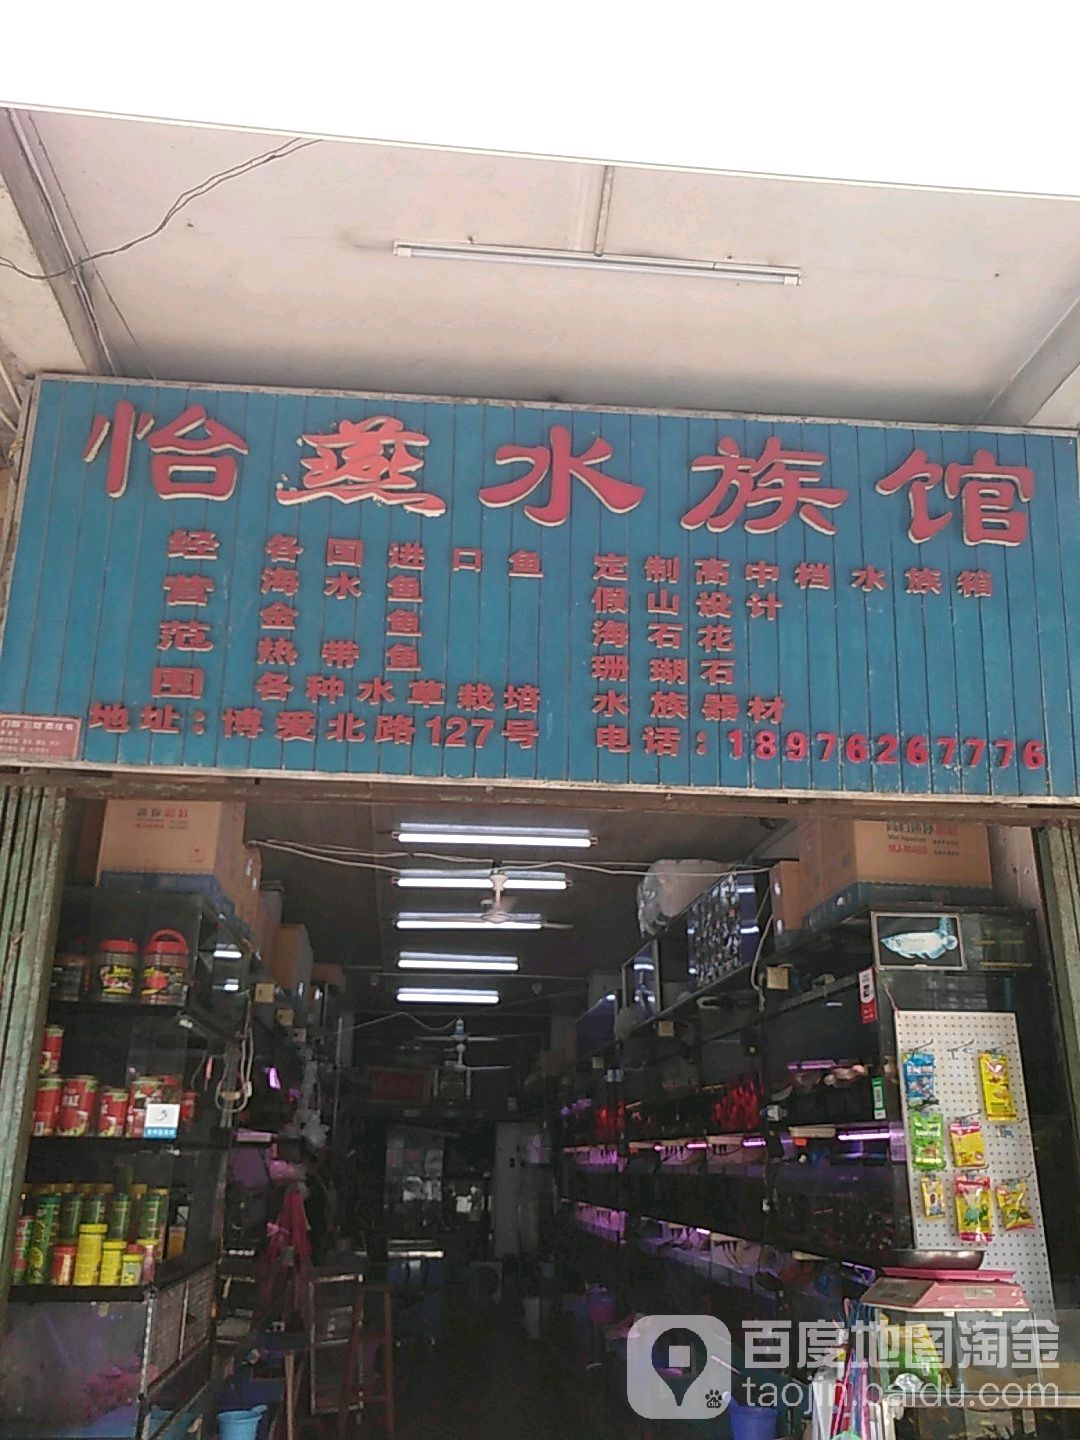 怡燕水族馆
经营范围
各国进口鱼
海水鱼
金鱼
热带鱼
各种水草栽培
定制高中档水族箱
假山设计
海石花
珊瑚石
水族器材
地址：博爱北路127号
电话：18976267776
MJ-M480
百度地图淘金
taojin.baidu.com